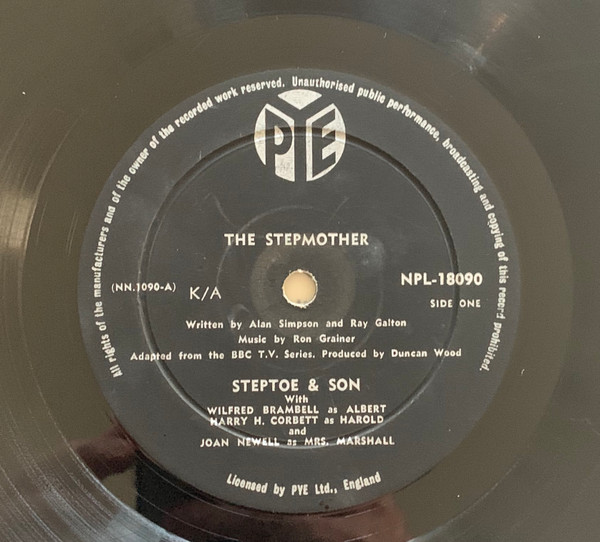 All rights of the manufacturers and of the owner of the recorded work reserved. Unauthorised public performance, broadcasting and copying of this record prohibited.
PYE
THE STEPMOTHER
(NN.1090-A) K/A
NPL-18090
SIDE ONE
Written by Alan Simpson and Ray Galton
Music by Ron Grainer
Adapted from the BBC T.V. Series. Produced by Duncan Wood
STEPTOE & SON
With
WILFRED BRAMBELL as ALBERT
HARRY H. CORBETT as HAROLD
and
JOAN NEWELL as MRS. MARSHALL
Licensed by PYE Ltd., England